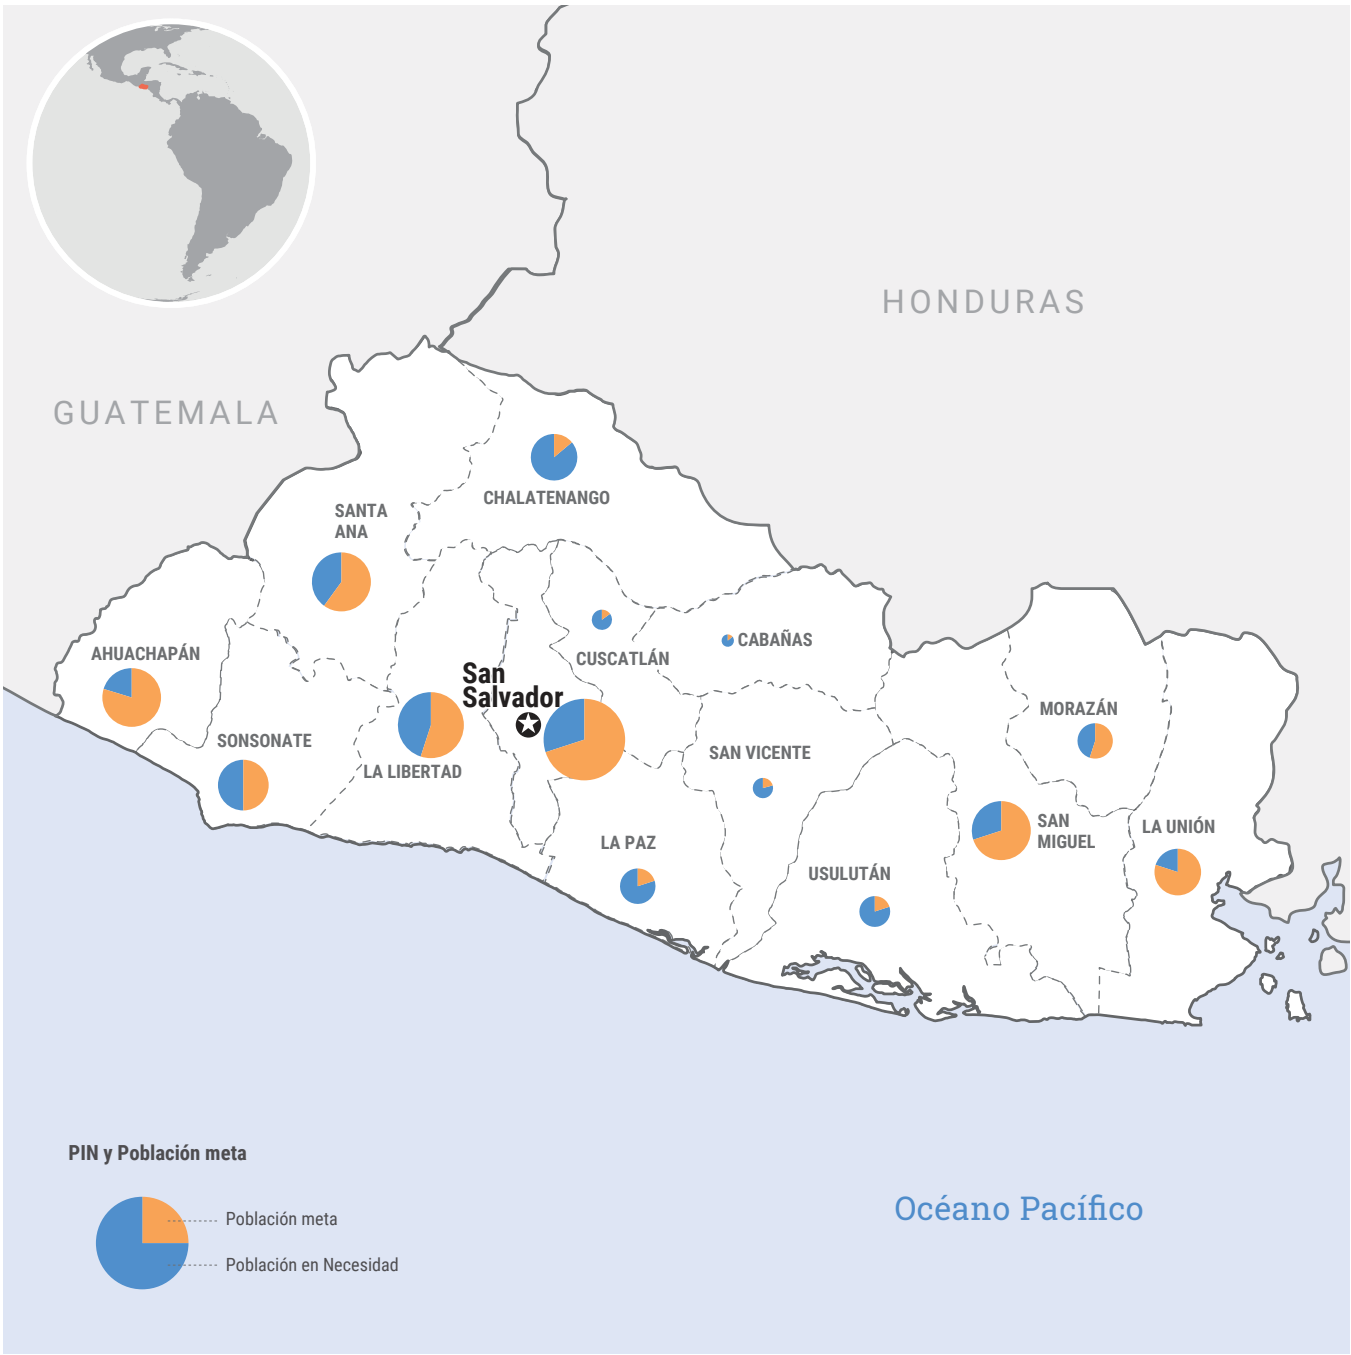 HONDURAS
GUATEMALA
CHALATENANGO
SANTA
ANA
CABAÑAS
AHUACHAPÁN
CUSCATLÁN
San
Salvador
MORAZÁN
SONSONATE
SAN VICENTE
LA LIBERTAD
SAN
MIGUEL
LA UNIÓN
LA PAZ
USULUTÁN
PIN y Población meta
Población meta
Población en Necesidad
Océano Pacífico